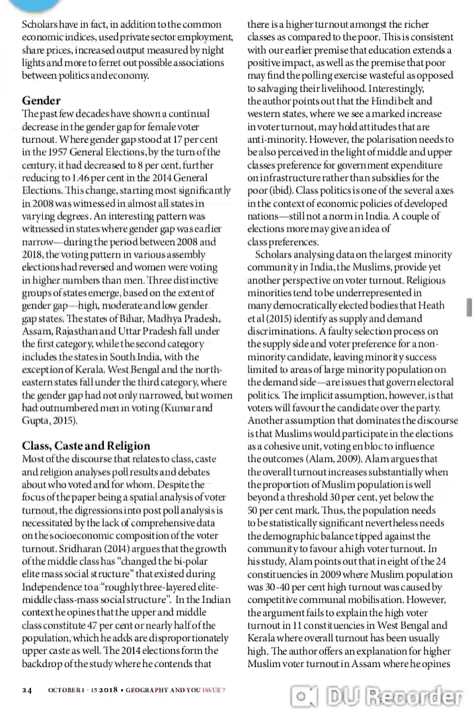 Scholars have in fact, in addition to the common
economic indices, used private sector employment,
share prices, increased output measured by night
lights and more to ferret out possible associations
between politics and economy.
Gender
The past few decades have shown a continual
decrease in the gender gap for female voter
turnout. Where gender gap stood at 17 per cent
in the 1957 General Elections, by the turn of the
century, it had decreased to 8 per cent, further
reducing to 1.46 per cent in the 2014 General
Elections. This change, starting most significantly
in 2008 was witnessed in almost all states in
varying degrees. An interesting pattern was
witnessed in states where gender gap was earlier
narrow—during the period between 2008 and
2018, the voting pattern in various assembly
elections had reversed and women were voting
in higher numbers than men. Three distinctive
groups of states emerge, based on the extent of
gender gap—high, moderate and low gender
gap states. The states of Bihar, Madhya Pradesh,
Assam, Rajasthan and Uttar Pradesh fall under
the first category, while the second category
includes the states in South India, with the
exception of Kerala. West Bengal and the north-
eastern states fall under the third category, where
the gender gap had not only narrowed, but women
had outnumbered men in voting (Kumar and
Gupta, 2015).
Class, Caste and Religion
Most of the discourse that relates to class, caste
and religion analyses poll results and debates
about who voted and for whom. Despite the
focus of the paper being a spatial analysis of voter
turnout, the digressions into post poll analysis is
necessitated by the lack of comprehensive data
on the socioeconomic composition of the voter
turnout. Sridharan (2014) argues that the growth
of the middle class has "changed the bi-polar
elite mass social structure" that existed during
Independence to a "roughly three-layered elite-
middle class-mass social structure". In the Indian
context he opines that the upper and middle
class constitute 47 per cent or nearly half of the
population, which he adds are disproportionately
upper caste as well. The 2014 elections form the
backdrop of the study where he contends that
there is a higher turnout amongst the richer
classes as compared to the poor. This is consistent
with our earlier premise that education extends a
positive impact, as well as the premise that poor
may find the polling exercise wasteful as opposed
to salvaging their livelihood. Interestingly,
the author points out that the Hindi belt and
western states, where we see a marked increase
in voter turnout, may hold attitudes that are
anti-minority. However, the polarisation needs to
be also perceived in the light of middle and upper
classes preference for government expenditure
on infrastructure rather than subsidies for the
poor (ibid). Class politics is one of the several axes
in the context of economic policies of developed
nations—still not a norm in India. A couple of
elections more may give an idea of
class preferences.
Scholars analysing data on the largest minority
community in India, the Muslims, provide yet
another perspective on voter turnout. Religious
minorities tend to be underrepresented in
many democratically elected bodies that Heath
et al (2015) identify as supply and demand
discriminations. A faulty selection process on
the supply side and voter preference for a non-
minority candidate, leaving minority success
limited to areas of large minority population on
the demand side—are issues that govern electoral
politics. The implicit assumption, however, is that
voters will favour the candidate over the party.
Another assumption that dominates the discourse
is that Muslims would participate in the elections
as a cohesive unit, voting en bloc to influence
the outcomes (Alam, 2009). Alam argues that
the overall turnout increases substantially when
the proportion of Muslim population is well
beyond a threshold 30 per cent, yet below the
50 per cent mark. Thus, the population needs
to be statistically significant nevertheless needs
the demographic balance tipped against the
community to favour a high voter turnout. In
his study, Alam points out that in eight of the 24
constituencies in 2009 where Muslim population
was 30-40 per cent high turnout was caused by
competitive communal mobilisation. However,
the argument fails to explain the high voter
turnout in 11 constituencies in West Bengal and
Kerala where overall turnout has been usually
high. The author offers an explanation for higher
Muslim voter turnout in Assam where he opines
24 OCTOBER 1 - 15 2018 • GEOGRAPHY AND YOU ISSUE 7
DU Recorder